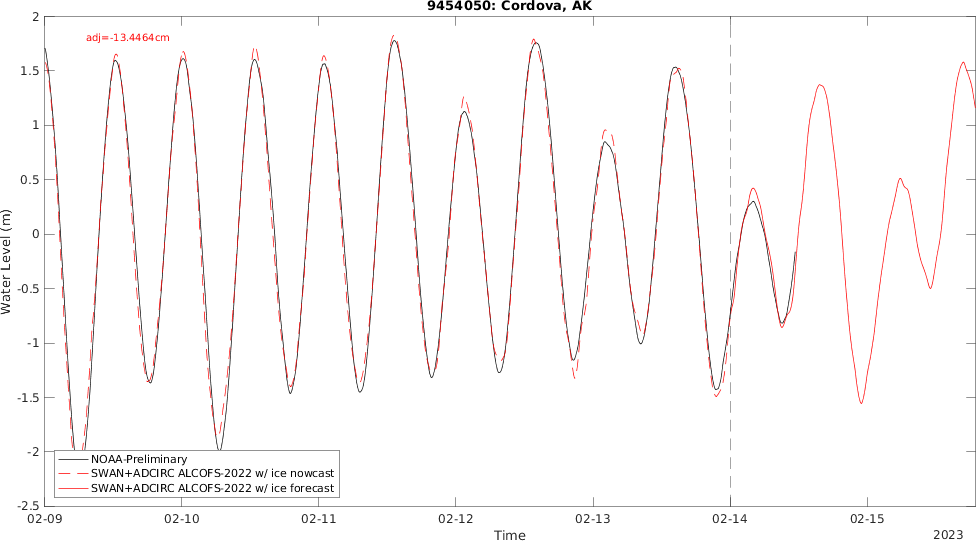 9454050: Cordova, AK
adj=-13.4464cm
2
1.5
1
0.5
0
-0.5
-1
-1.5
-2
-2.5
Water Level (m)
NOAA-Preliminary
SWAN+ADCIRC ALCOFS-2022 w/ ice nowcast
SWAN+ADCIRC ALCOFS-2022 w/ ice forecast
02-09 02-10 02-11 02-12 02-13 02-14 02-15
Time
2023